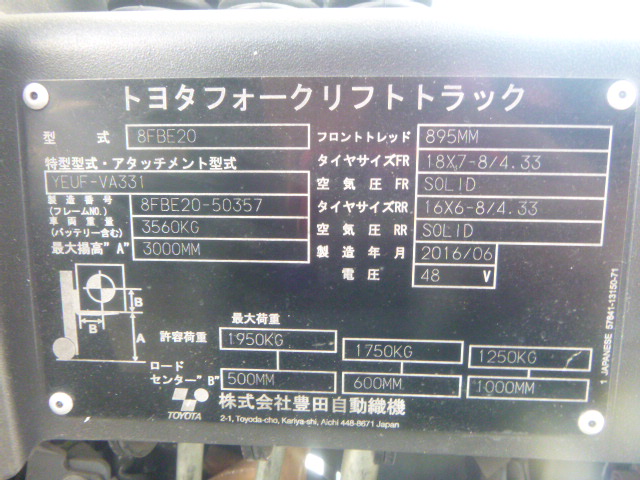 トヨタフォークリフトトラック
型 式 8FBE20 フロントトレッド 895MM
特型型式・アタッチメント型式 タイヤサイズFR 18X7-8/4.33
YEUF-VA331 空気圧 FR SOLID
製造番号(フレームNO.) 8FBE20-50357 タイヤサイズRR 16X6-8/4.33
車両重量(バッテリー含む) 3560KG 空気圧 RR SOLID
最大揚高"A" 3000MM 製造年月 2016/06
電圧 48 V
B
B A
最大荷重
許容荷重 1950KG 1750KG 1250KG
ロード
センター"B" 500MM 600MM 1000MM
TOYOTA 株式会社豊田自動織機
2-1, Toyoda-cho, Kariya-shi, Aichi 448-8671 Japan
1 JAPANESE 57641-13150-71